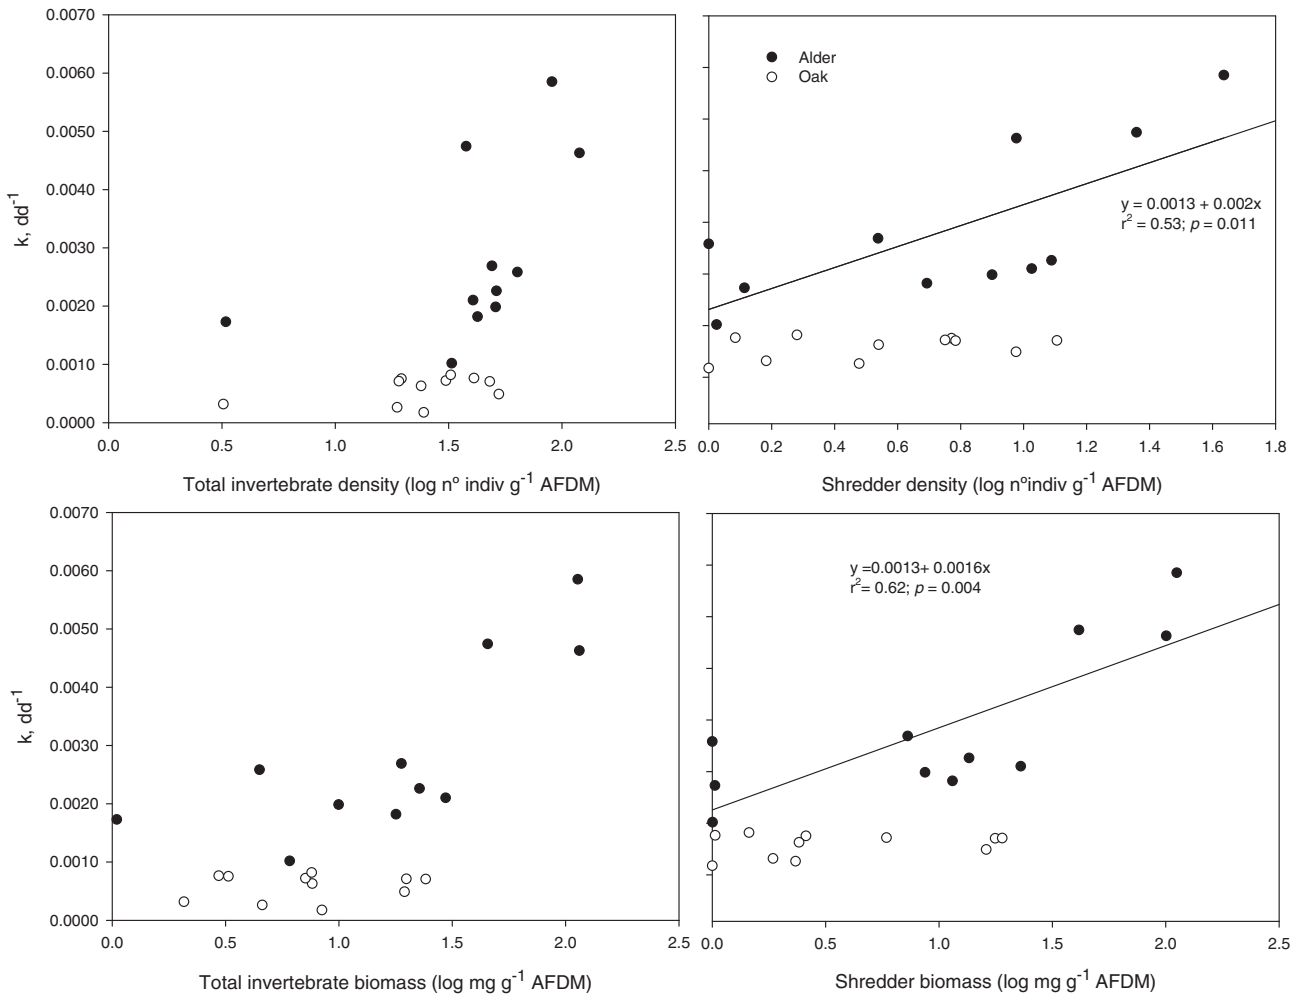 0.0070
0.0060
0.0050
0.0040
0.0030
0.0020
0.0010
0.0000
k, dd⁻¹
0.0 0.5 1.0 1.5 2.0 2.5
Total invertebrate density (log nº indiv g⁻¹ AFDM)
Alder
Oak
y = 0.0013 + 0.002x
r² = 0.53; p = 0.011
0.0 0.2 0.4 0.6 0.8 1.0 1.2 1.4 1.6 1.8
Shredder density (log nºindiv g⁻¹ AFDM)
0.0070
0.0060
0.0050
0.0040
0.0030
0.0020
0.0010
0.0000
k, dd⁻¹
0.0 0.5 1.0 1.5 2.0 2.5
Total invertebrate biomass (log mg g⁻¹ AFDM)
y =0.0013+ 0.0016x
r²= 0.62; p = 0.004
0.0 0.5 1.0 1.5 2.0 2.5
Shredder biomass (log mg g⁻¹ AFDM)